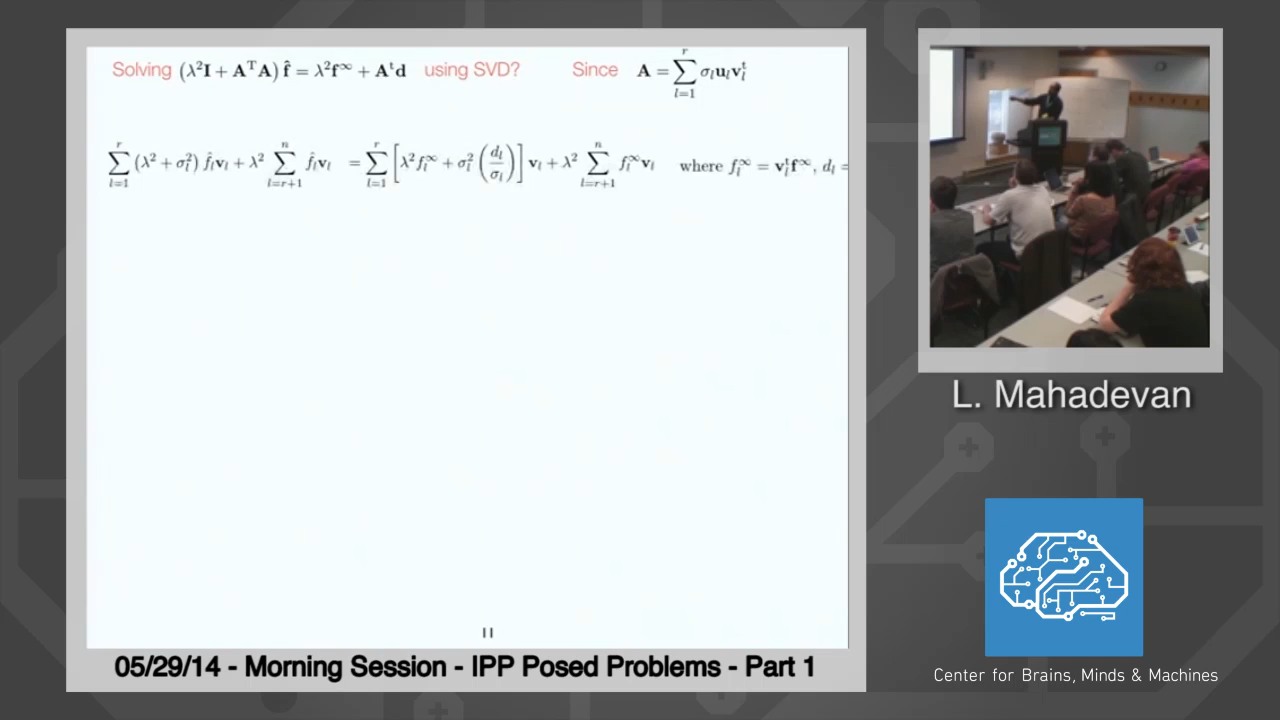 Solving (λ²I + AᵀA) f̂ = λ²f^∞ + Aᵗd using SVD? Since A = ∑_{l=1}^{r} σ_l u_l v_l^t
∑_{l=1}^{r} (λ² + σ_l²) f̂_l v_l + λ² ∑_{l=r+1}^{n} f̂_l v_l = ∑_{l=1}^{r} [λ² f_l^∞ + σ_l² (d_l/σ_l)] v_l + λ² ∑_{l=r+1}^{n} f_l^∞ v_l where f_l^∞ = v_l^t f^∞, d_l =
11
05/29/14 - Morning Session - IPP Posed Problems - Part 1
L. Mahadevan
Center for Brains, Minds & Machines